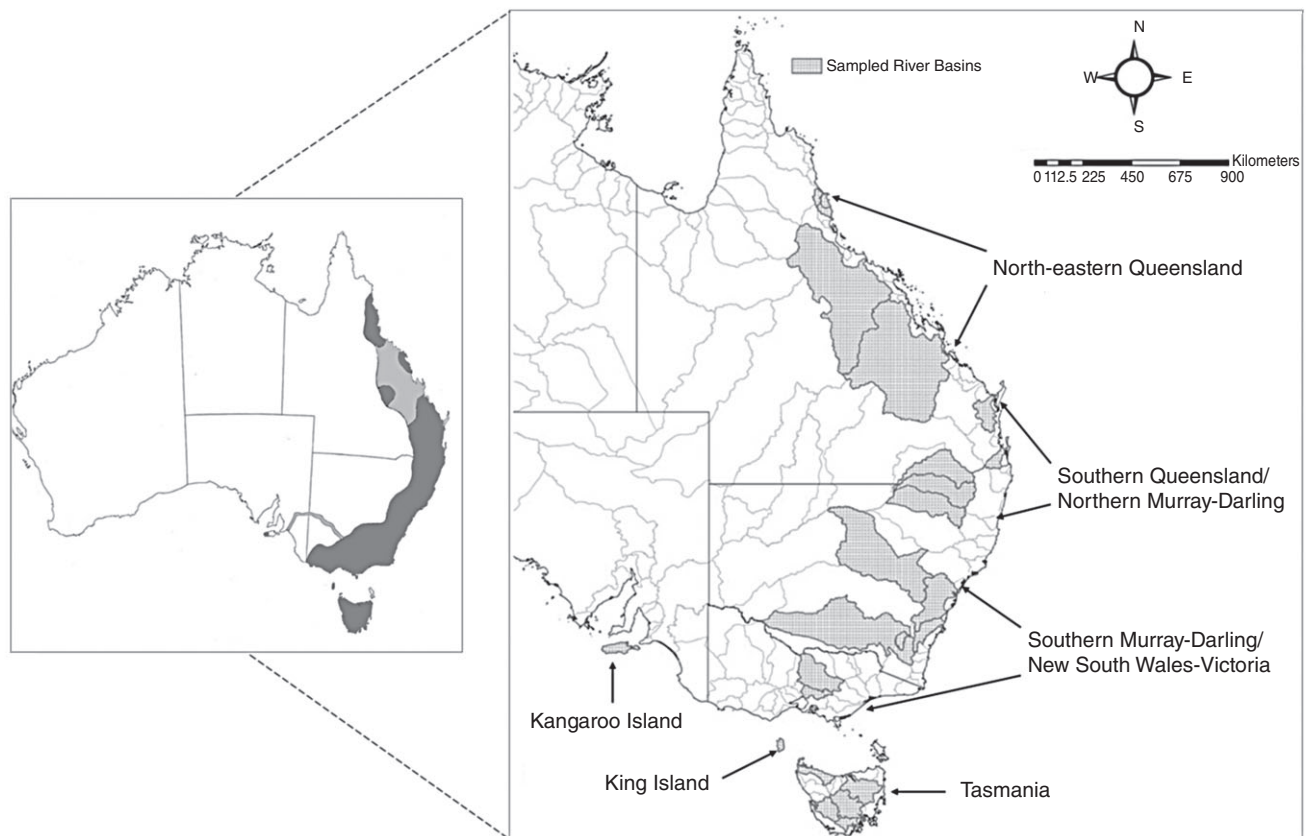 N
Sampled River Basins
W E
S
Kilometers
0 112.5 225 450 675 900
North-eastern Queensland
Southern Queensland/
Northern Murray-Darling
Southern Murray-Darling/
New South Wales-Victoria
Kangaroo Island
King Island
Tasmania